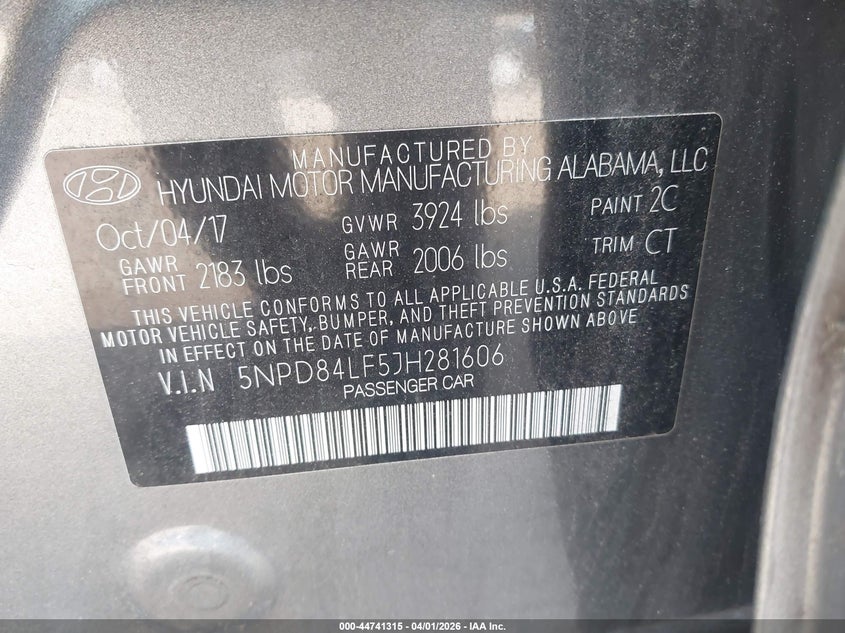 MANUFACTURED BY
HYUNDAI MOTOR MANUFACTURING ALABAMA, LLC
Oct/04/17 GVWR 3924 lbs PAINT 2C
GAWR FRONT 2183 lbs GAWR REAR 2006 lbs TRIM CT
THIS VEHICLE CONFORMS TO ALL APPLICABLE U.S.A. FEDERAL
MOTOR VEHICLE SAFETY, BUMPER, AND THEFT PREVENTION STANDARDS
IN EFFECT ON THE DATE OF MANUFACTURE SHOWN ABOVE
V.I.N 5NPD84LF5JH281606
PASSENGER CAR
000-44741315 - 04/01/2026 - IAA Inc.